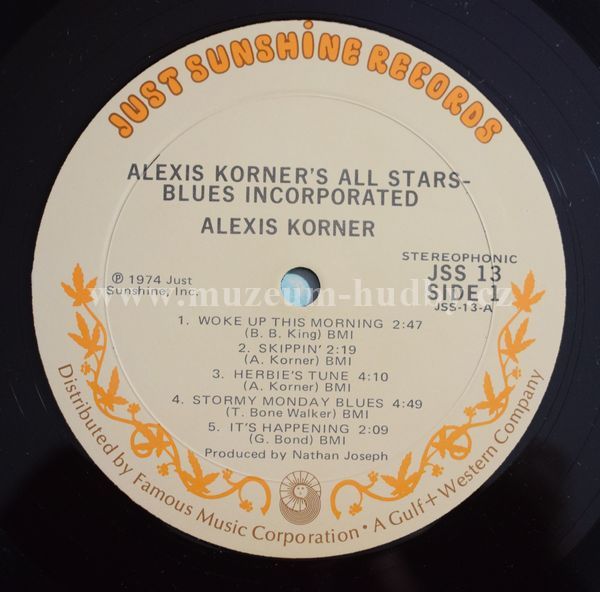 JUST SUNSHINE RECORDS
ALEXIS KORNER'S ALL STARS-
BLUES INCORPORATED
ALEXIS KORNER
STEREOPHONIC
JSS 13
SIDE 1
JSS-13-A
℗ 1974 Just
Sunshine, Inc.
www.muzeum-hudby.cz
1. WOKE UP THIS MORNING 2:47
(B. B. King) BMI
2. SKIPPIN' 2:19
(A. Korner) BMI
3. HERBIE'S TUNE 4:10
(A. Korner) BMI
4. STORMY MONDAY BLUES 4:49
(T. Bone Walker) BMI
5. IT'S HAPPENING 2:09
(G. Bond) BMI
Produced by Nathan Joseph
Distributed by Famous Music Corporation • A Gulf+Western Company